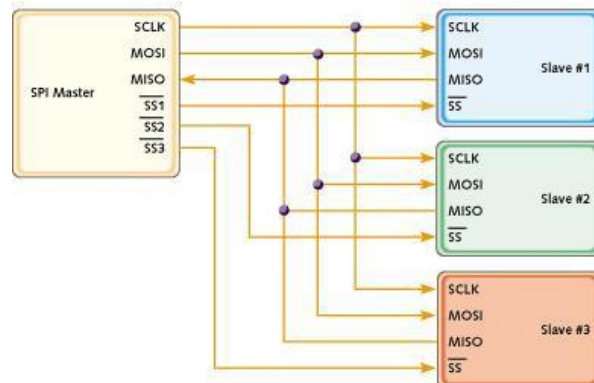 SPI Master
SCLK
MOSI
MISO
SS1
SS2
SS3
SCLK
MOSI
MISO
SS
Slave #1
SCLK
MOSI
MISO
SS
Slave #2
SCLK
MOSI
MISO
SS
Slave #3